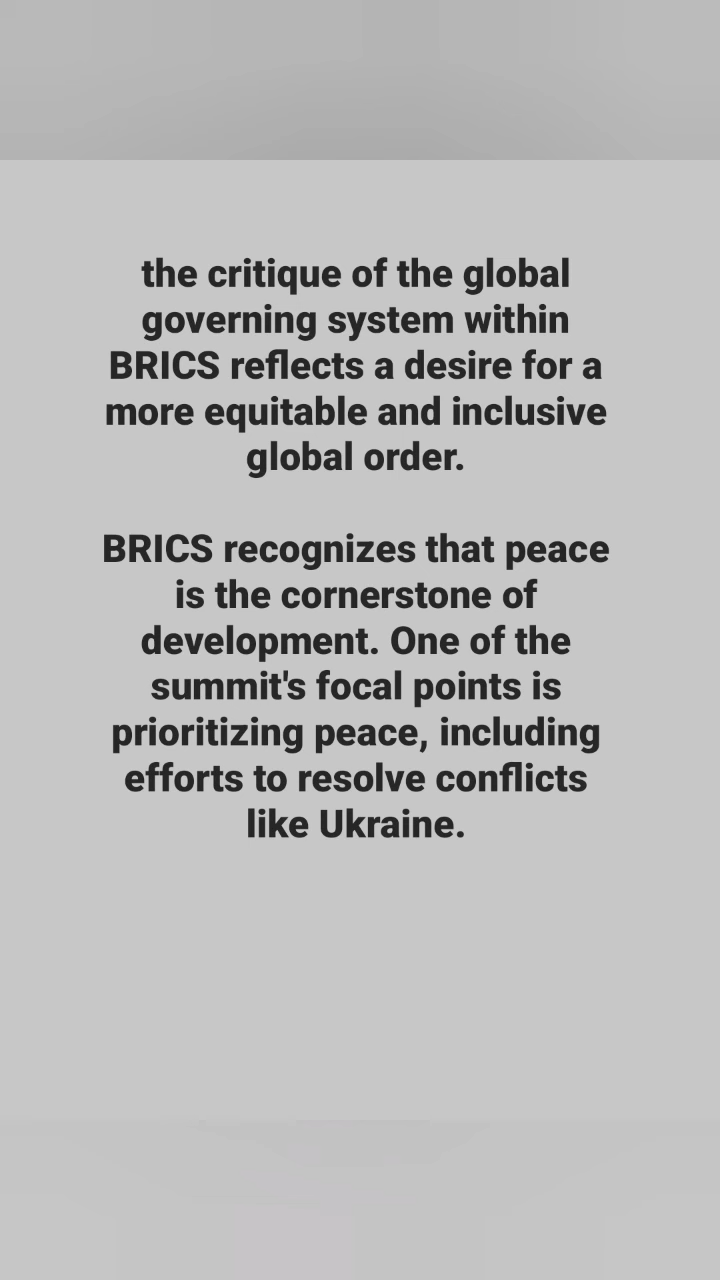 the critique of the global
governing system within
BRICS reflects a desire for a
more equitable and inclusive
global order.
BRICS recognizes that peace
is the cornerstone of
development. One of the
summit's focal points is
prioritizing peace, including
efforts to resolve conflicts
like Ukraine.